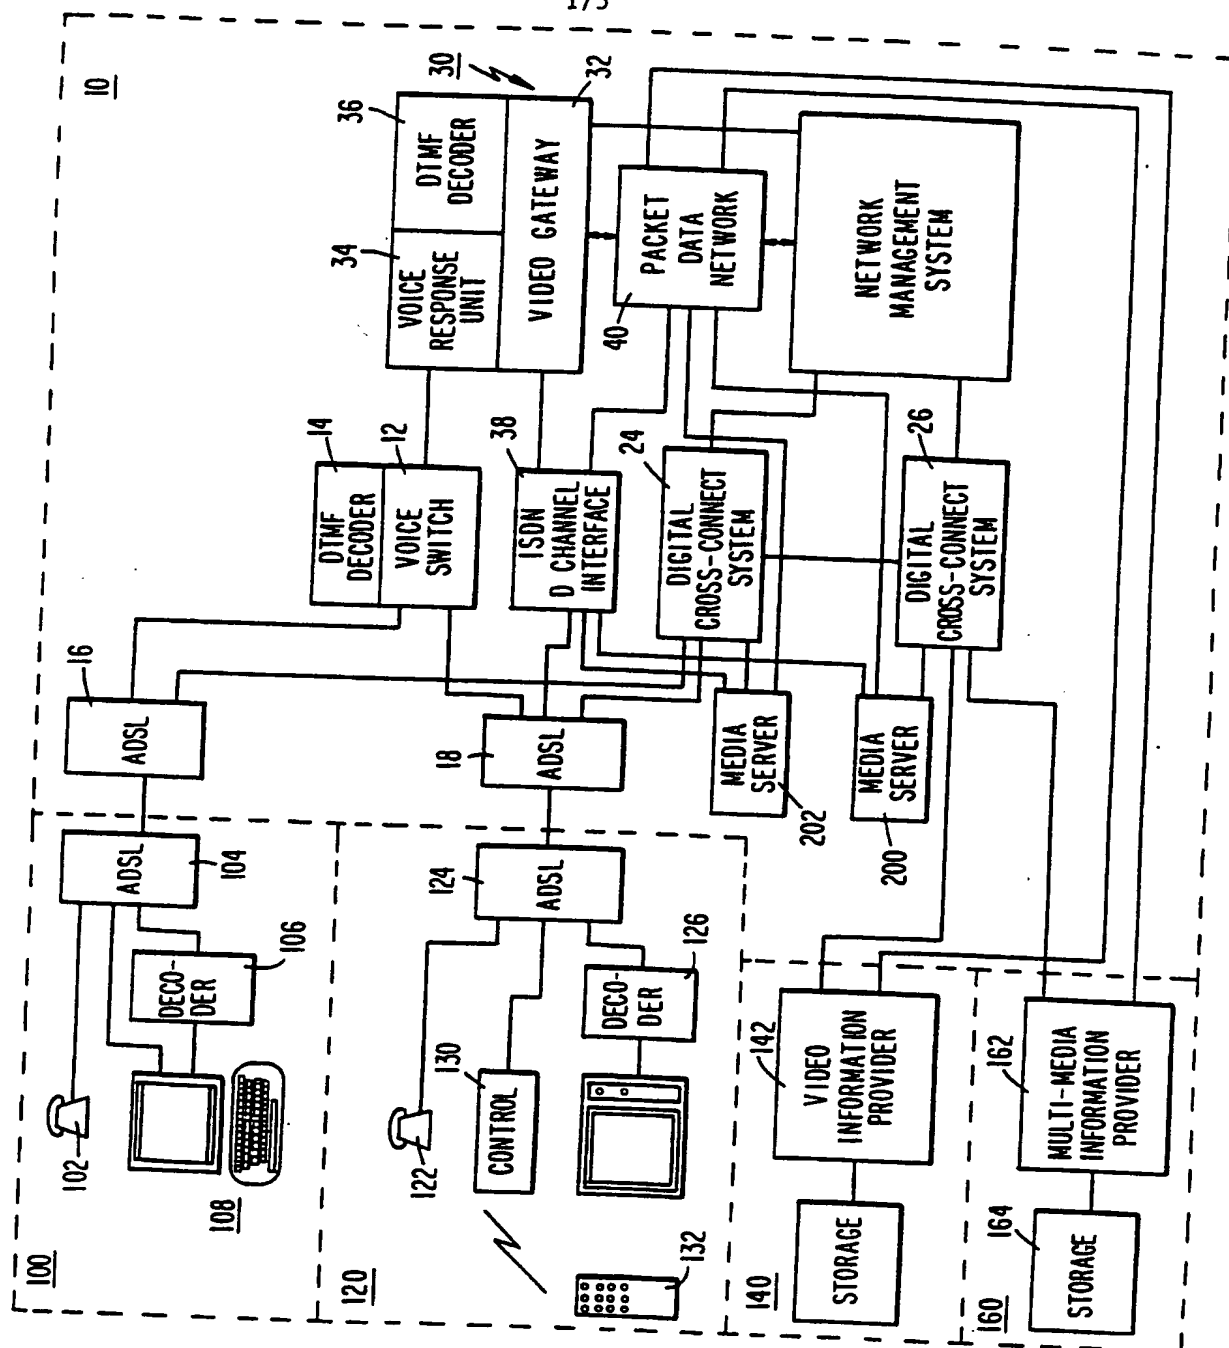 1/5
10
30
32
36
DTMF
DECODER
34
VOICE
RESPONSE
UNIT
VIDEO GATEWAY
PACKET
DATA
NETWORK
40
NETWORK
MANAGEMENT
SYSTEM
14
DTMF
DECODER
12
VOICE
SWITCH
38
ISDN
D CHANNEL
INTERFACE
24
DIGITAL
CROSS-CONNECT
SYSTEM
26
DIGITAL
CROSS-CONNECT
SYSTEM
16
ADSL
18
ADSL
MEDIA
SERVER
202
MEDIA
SERVER
200
ADSL
104
DECO-
DER
106
102
108
100
124
ADSL
126
DECO-
DER
130
CONTROL
122
132
120
142
VIDEO
INFORMATION
PROVIDER
STORAGE
140
162
MULTI-MEDIA
INFORMATION
PROVIDER
164
STORAGE
160